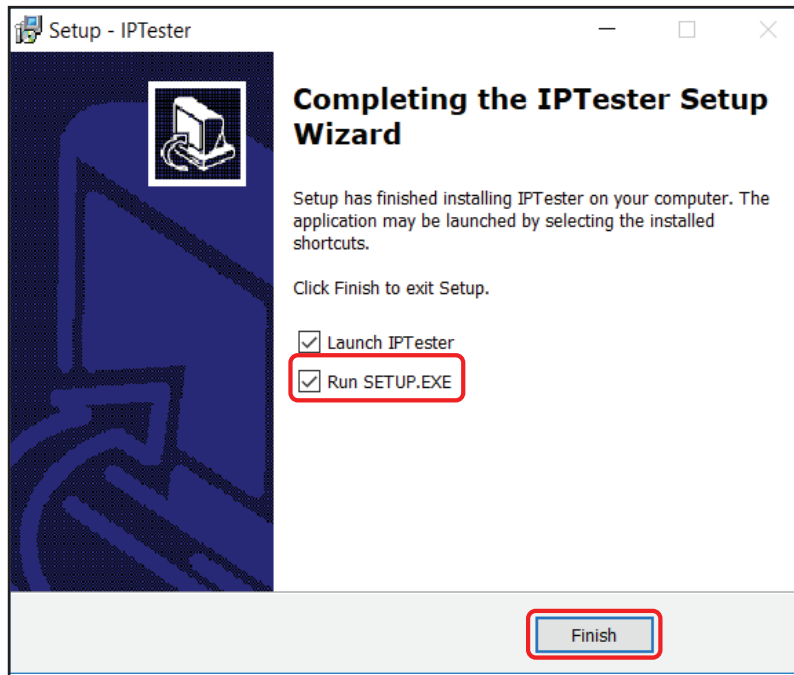 Setup - IPTester
Completing the IPTester Setup
Wizard
Setup has finished installing IPTester on your computer. The
application may be launched by selecting the installed
shortcuts.
Click Finish to exit Setup.
Launch IPTester
Run SETUP.EXE
Finish